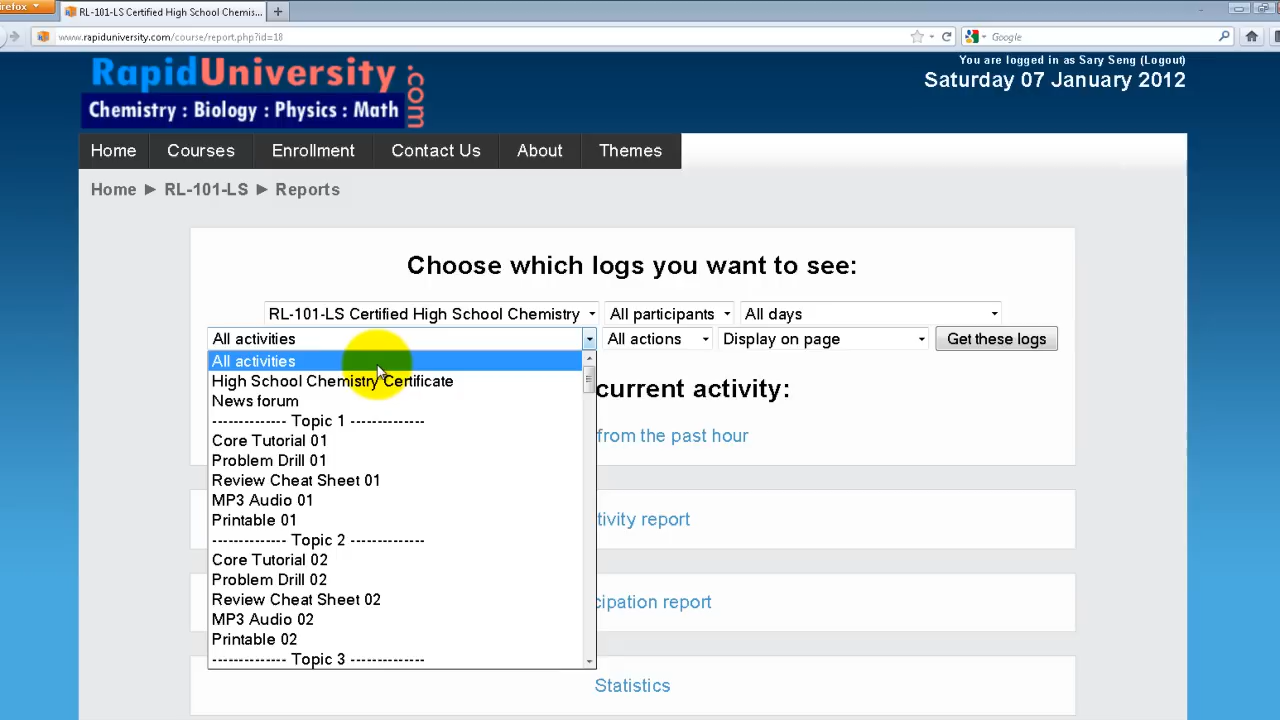 irefox
RL-101-LS Certified High School Chemis...
www.rapiduniversity.com/course/report.php?id=18
Google
RapidUniversity.com
Chemistry : Biology : Physics : Math
You are logged in as Sary Seng (Logout)
Saturday 07 January 2012
Home Courses Enrollment Contact Us About Themes
Home ► RL-101-LS ► Reports
Choose which logs you want to see:
RL-101-LS Certified High School Chemistry All participants All days
All activities All actions Display on page Get these logs
All activities
High School Chemistry Certificate
current activity:
News forum
-------------- Topic 1 --------------
from the past hour
Core Tutorial 01
Problem Drill 01
Review Cheat Sheet 01
MP3 Audio 01
Printable 01
tivity report
-------------- Topic 2 --------------
Core Tutorial 02
Problem Drill 02
Review Cheat Sheet 02
cipation report
MP3 Audio 02
Printable 02
-------------- Topic 3 --------------
Statistics